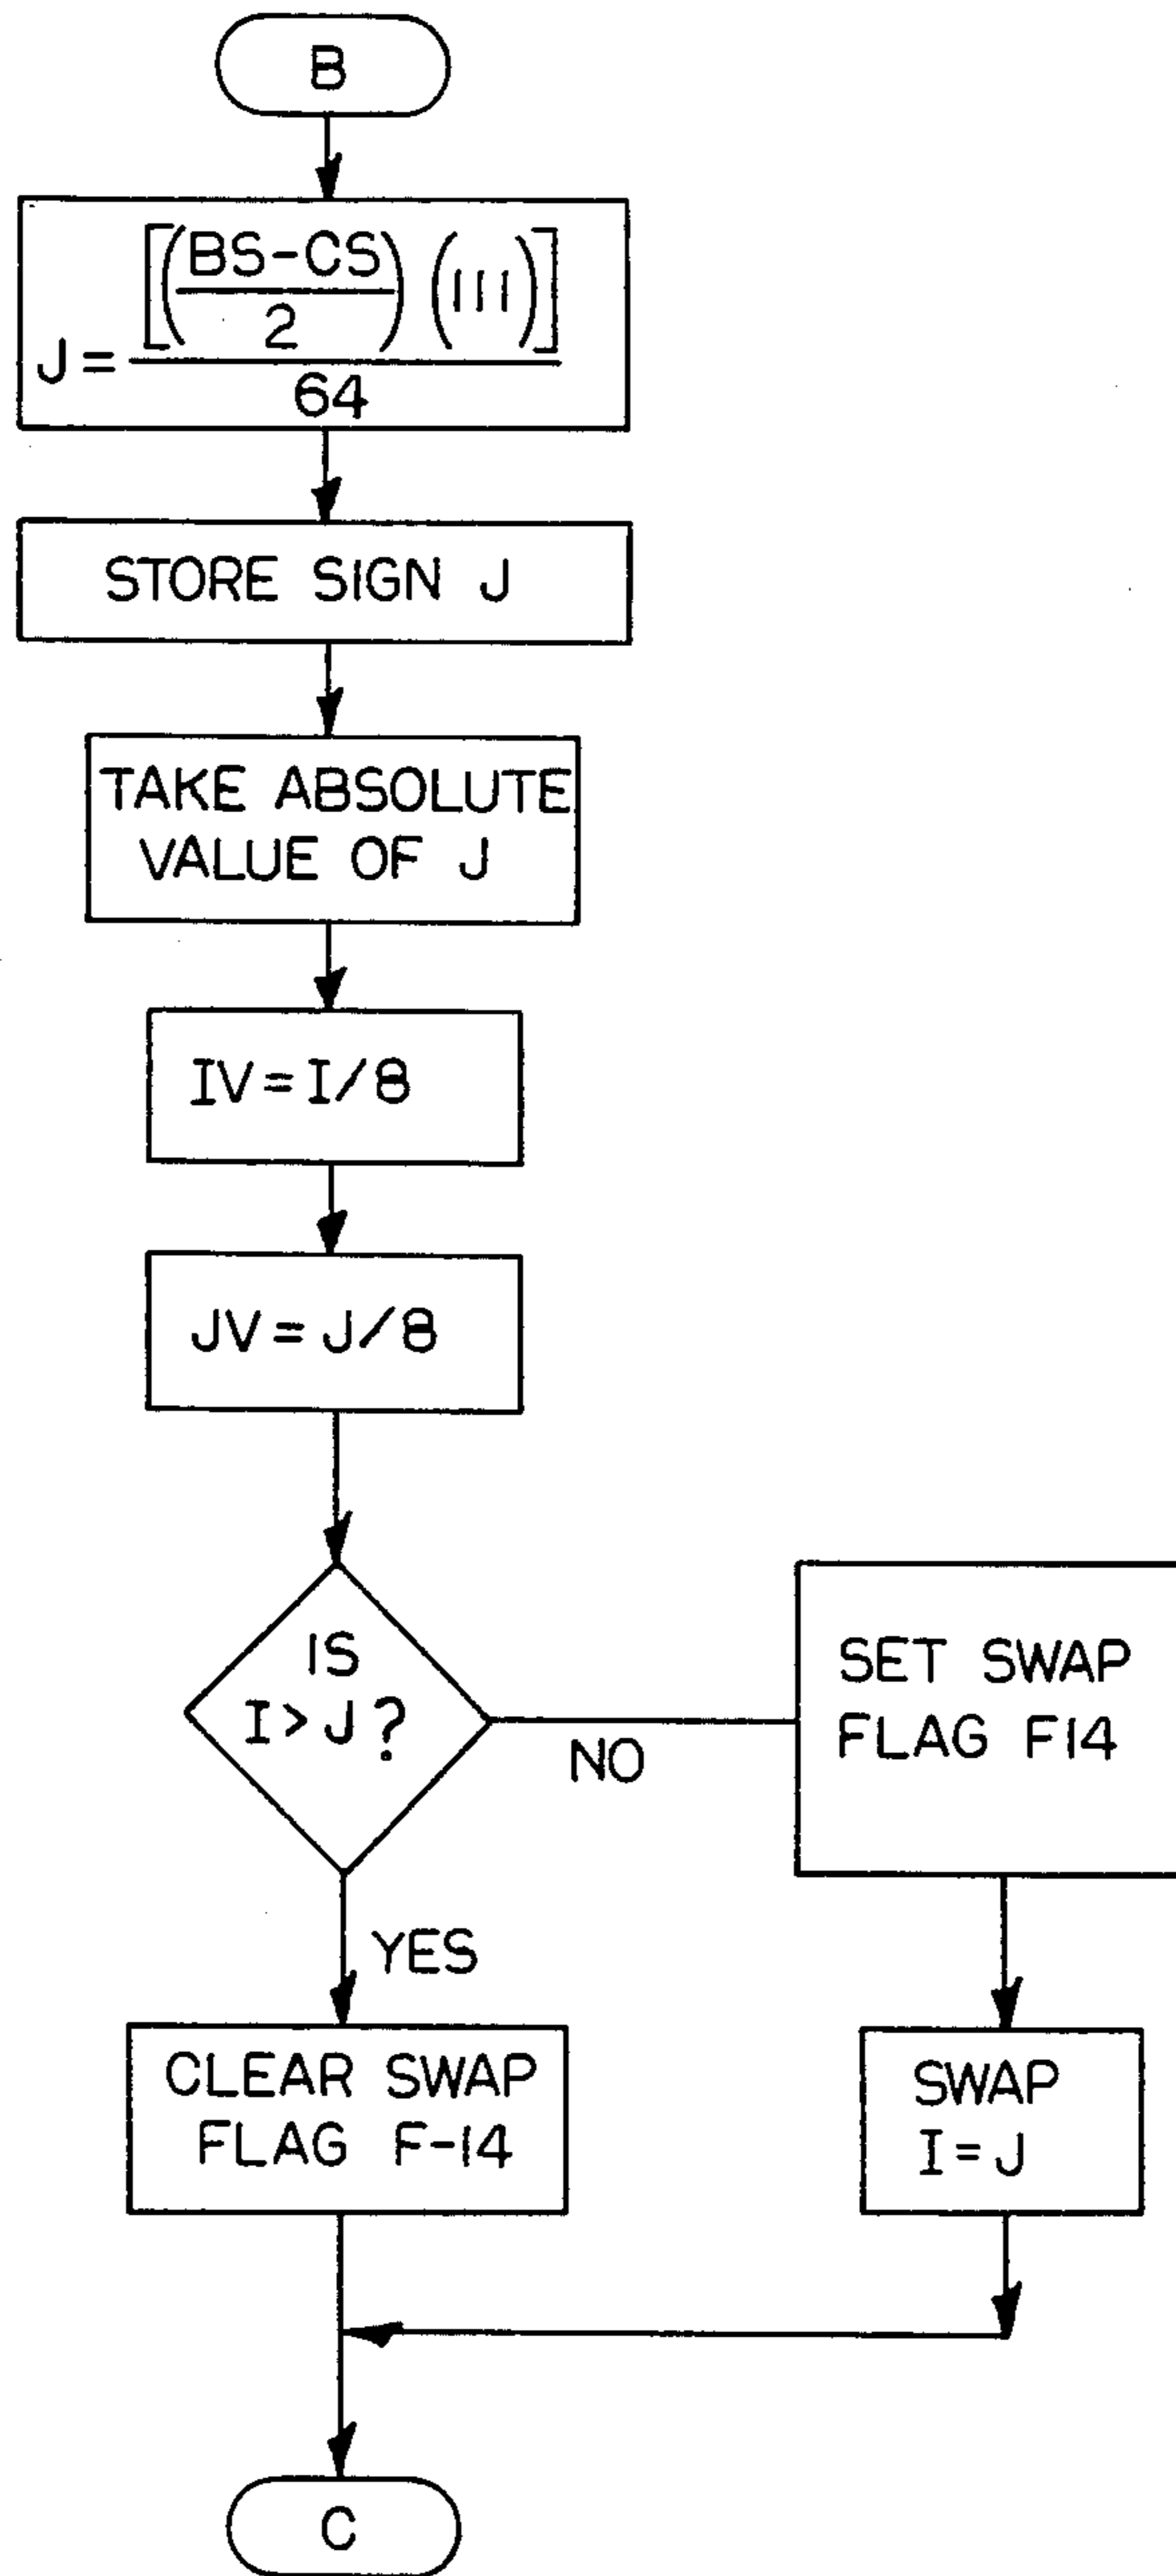 B
J = [((BS-CS)/2) (111)] / 64
STORE SIGN J
TAKE ABSOLUTE
VALUE OF J
IV = I/8
JV = J/8
IS
I > J ?
NO
SET SWAP
FLAG F14
YES
CLEAR SWAP
FLAG F-14
SWAP
I = J
C